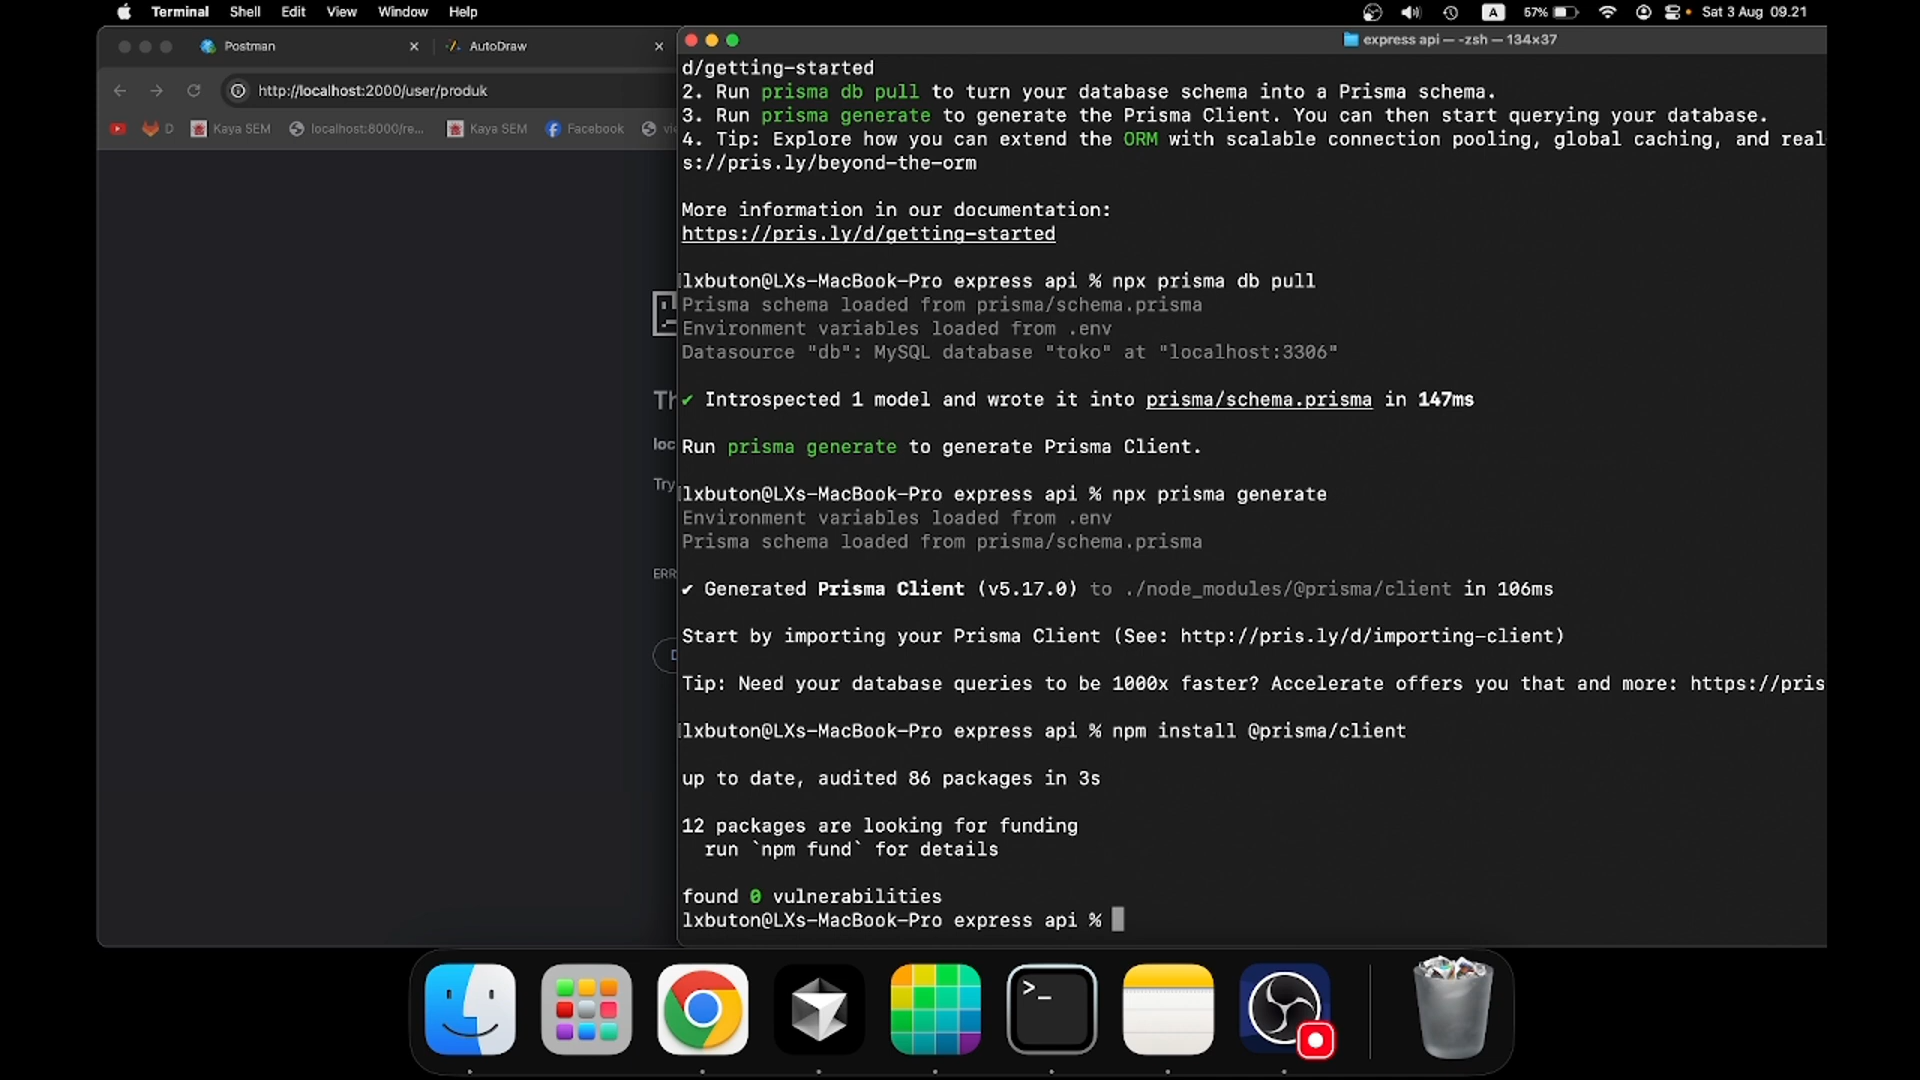 Terminal Shell Edit View Window Help
A 57% Sat 3 Aug 09.21
Postman
AutoDraw
http://localhost:2000/user/produk
D
Kaya SEM
localhost:8000/re...
Kaya SEM
Facebook
Th
loc
Try
ERR
express api — -zsh — 134×37
d/getting-started
2. Run prisma db pull to turn your database schema into a Prisma schema.
3. Run prisma generate to generate the Prisma Client. You can then start querying your database.
4. Tip: Explore how you can extend the ORM with scalable connection pooling, global caching, and real
s://pris.ly/beyond-the-orm
More information in our documentation:
https://pris.ly/d/getting-started
lxbuton@LXs-MacBook-Pro express api % npx prisma db pull
Prisma schema loaded from prisma/schema.prisma
Environment variables loaded from .env
Datasource "db": MySQL database "toko" at "localhost:3306"
✔ Introspected 1 model and wrote it into prisma/schema.prisma in 147ms
Run prisma generate to generate Prisma Client.
lxbuton@LXs-MacBook-Pro express api % npx prisma generate
Environment variables loaded from .env
Prisma schema loaded from prisma/schema.prisma
✔ Generated Prisma Client (v5.17.0) to ./node_modules/@prisma/client in 106ms
Start by importing your Prisma Client (See: http://pris.ly/d/importing-client)
Tip: Need your database queries to be 1000x faster? Accelerate offers you that and more: https://pris
lxbuton@LXs-MacBook-Pro express api % npm install @prisma/client
up to date, audited 86 packages in 3s
12 packages are looking for funding
run `npm fund` for details
found 0 vulnerabilities
lxbuton@LXs-MacBook-Pro express api %